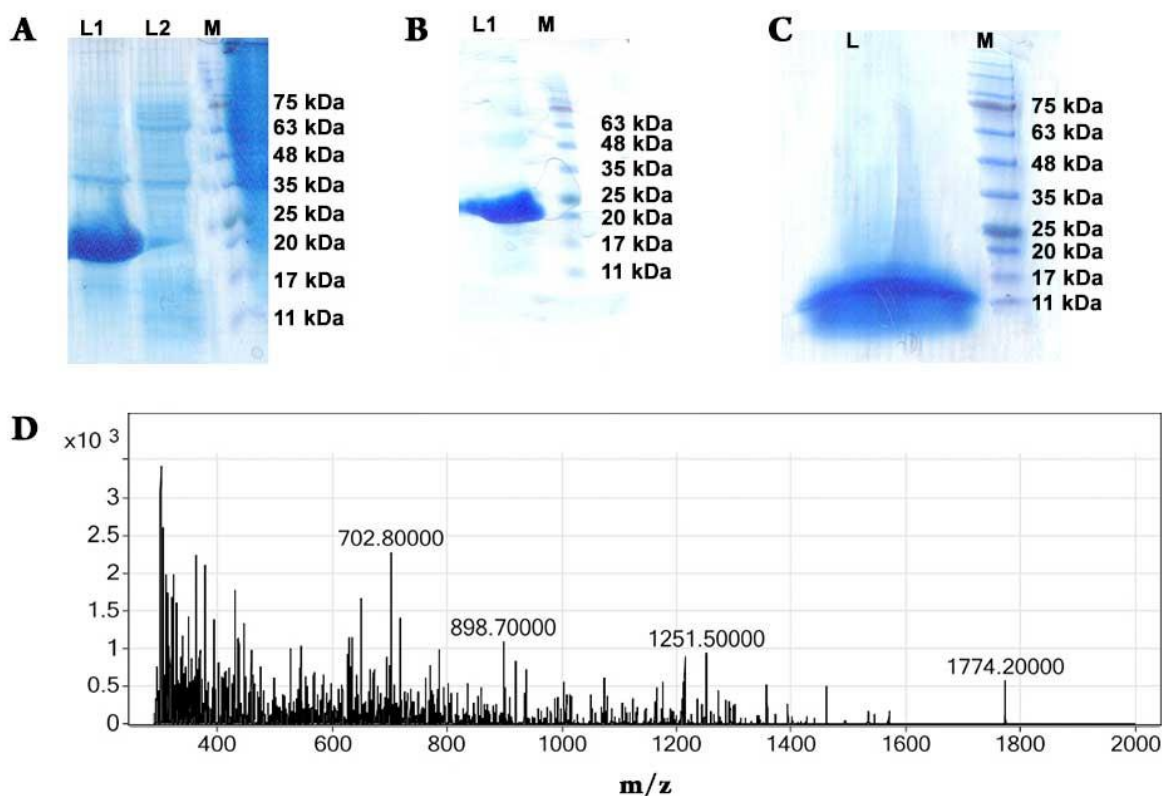 A
L1 L2 M
75 kDa
63 kDa
48 kDa
35 kDa
25 kDa
20 kDa
17 kDa
11 kDa
B
L1 M
63 kDa
48 kDa
35 kDa
25 kDa
20 kDa
17 kDa
11 kDa
C
L M
75 kDa
63 kDa
48 kDa
35 kDa
25 kDa
20 kDa
17 kDa
11 kDa
D
x10 3
3
2.5
2
1.5
1
0.5
0
702.80000
898.70000
1251.50000
1774.20000
400 600 800 1000 1200 1400 1600 1800 2000
m/z